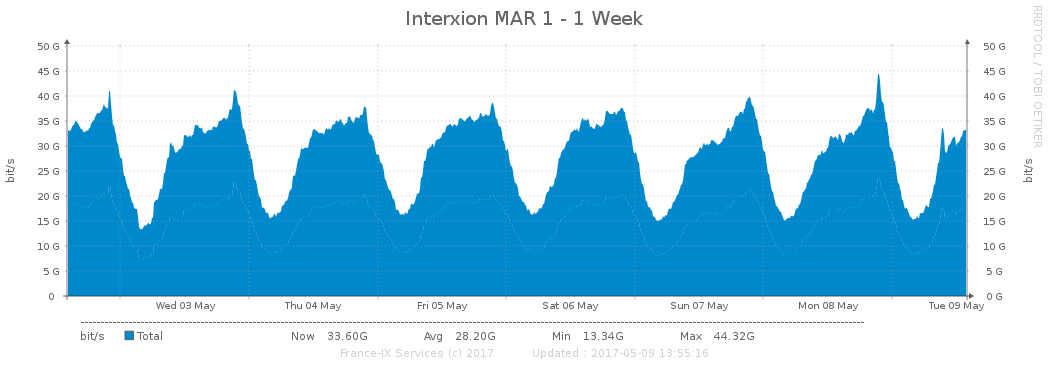 Interxion MAR 1 - 1 Week
RRDTOOL / TOBI OETIKER
50 G 50 G
45 G 45 G
40 G 40 G
35 G 35 G
30 G 30 G
25 G 25 G
20 G 20 G
15 G 15 G
10 G 10 G
5 G 5 G
0 0 G
bit/s bit/s
Wed 03 May Thu 04 May Fri 05 May Sat 06 May Sun 07 May Mon 08 May Tue 09 May
bit/s Total Now 33.60G Avg 28.20G Min 13.34G Max 44.32G
France-IX Services (c) 2017 Updated : 2017-05-09 13:55:16